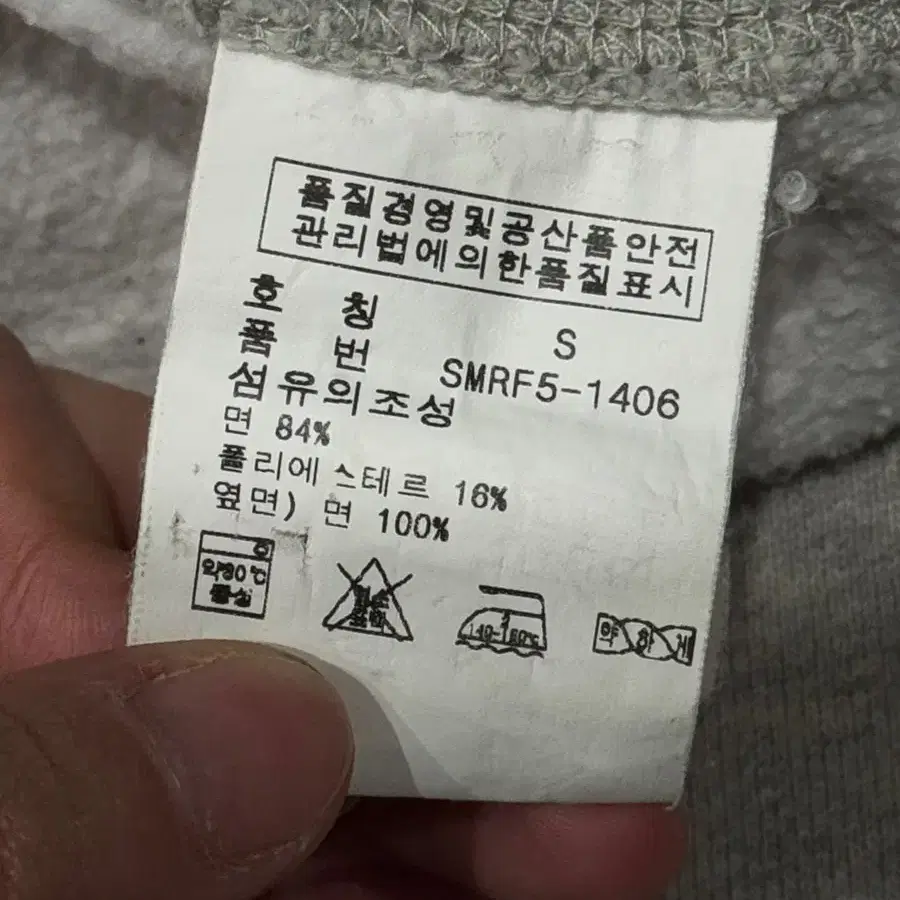 품질경영및공산품안전
관리법에의한품질표시
호 칭 S
품 번 SMRF5-1406
섬유의조성
면 84%
폴리에스테르 16%
옆면) 면 100%
약30℃
중성
140-160℃
약하게